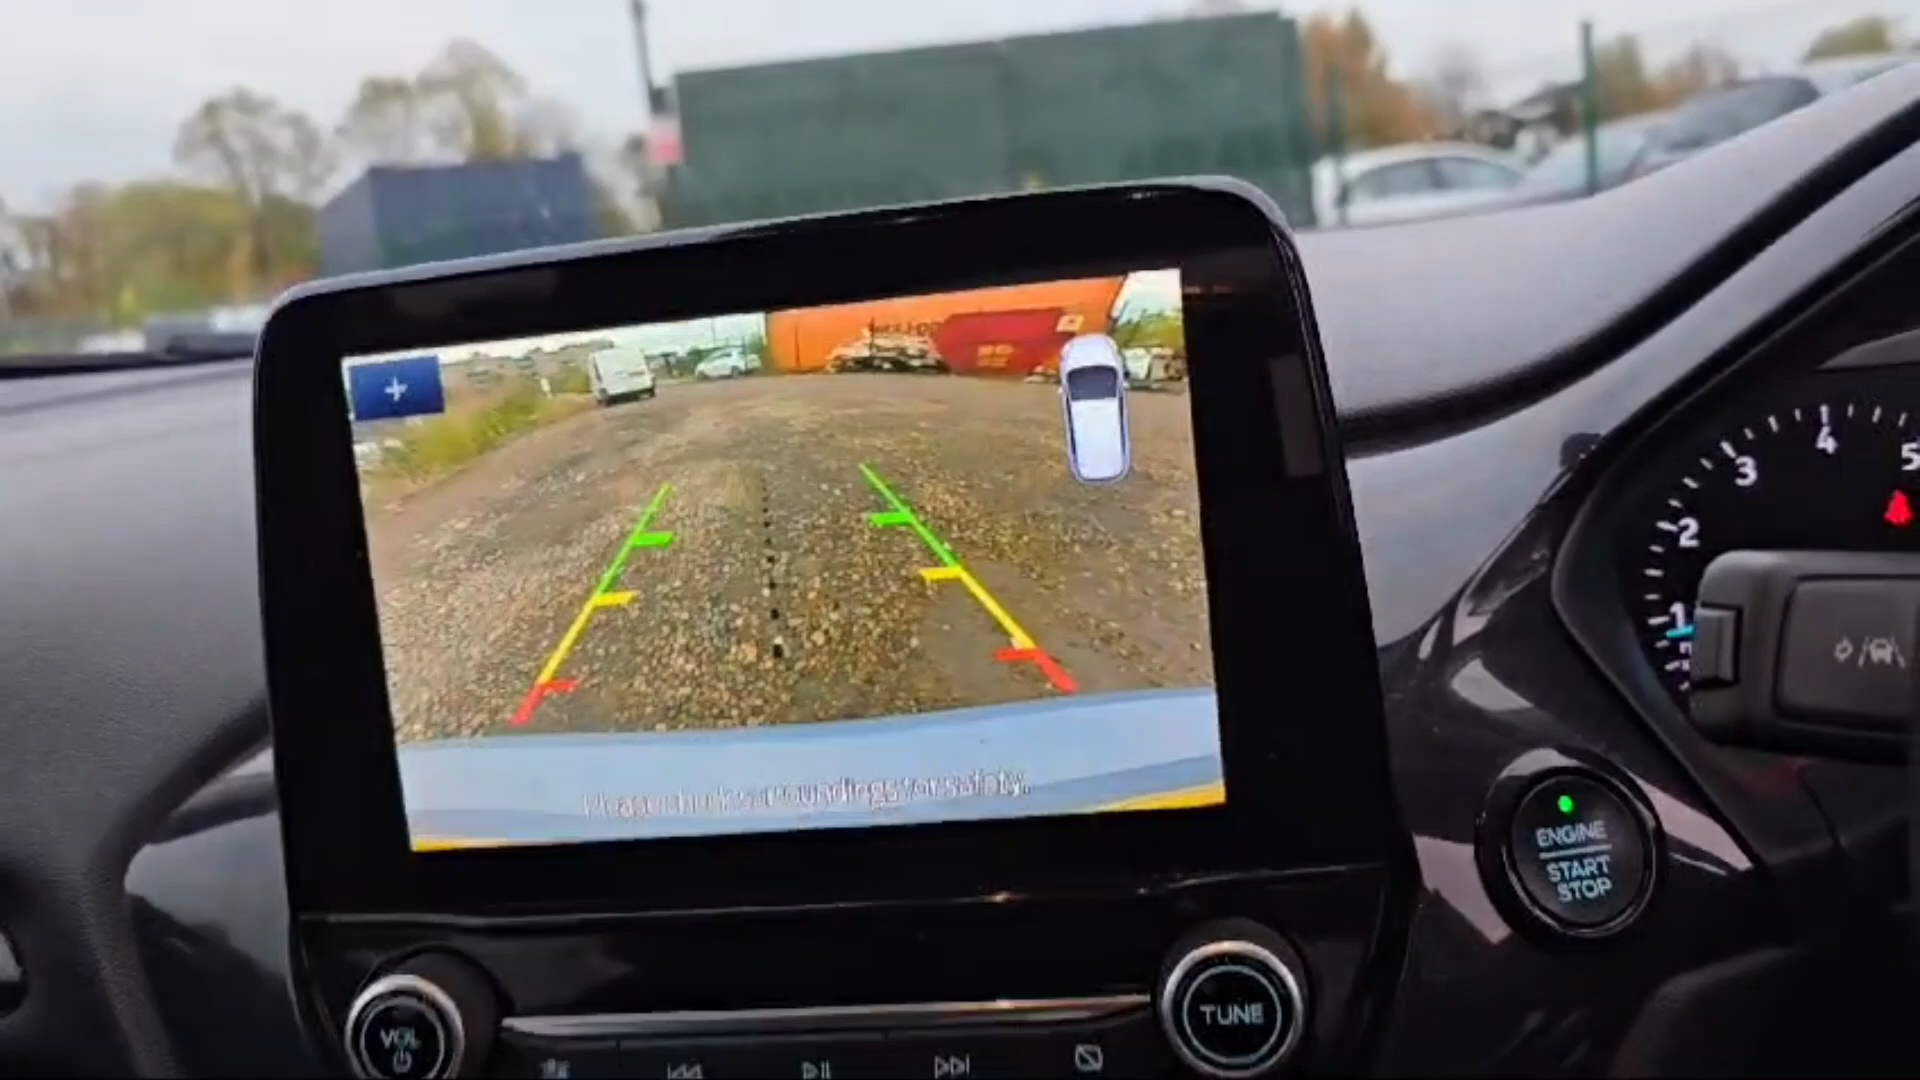 +
Please check surroundings for safety.
1
2
3
4
5
ENGINE
START
STOP
VOL
TUNE